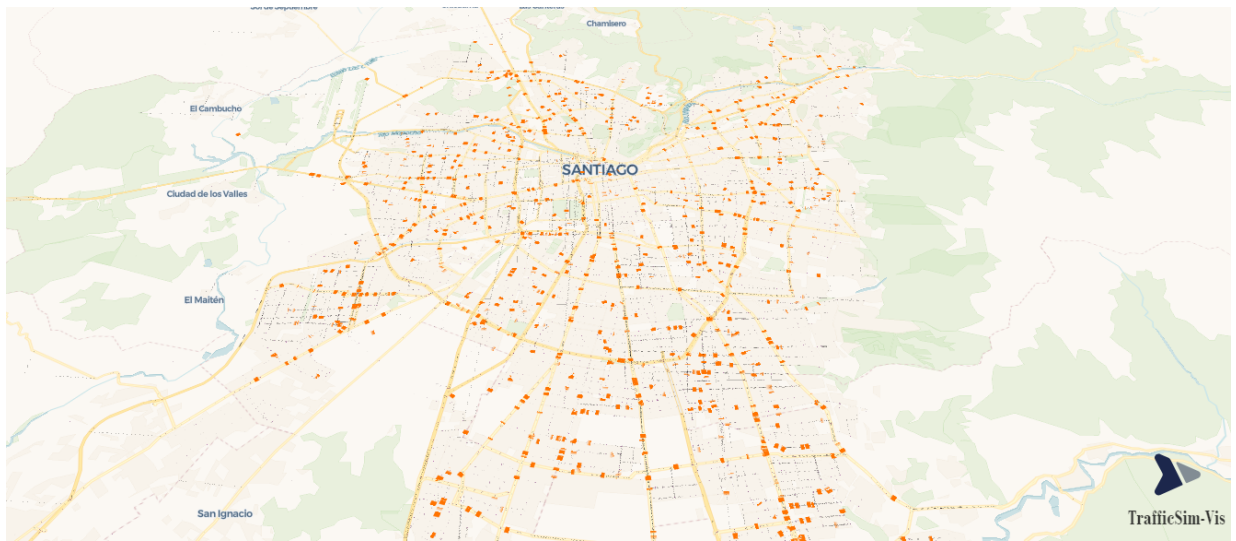 Chamisero
El Cambucho
SANTIAGO
Ciudad de los Valles
El Maitén
San Ignacio
TrafficSim-Vis